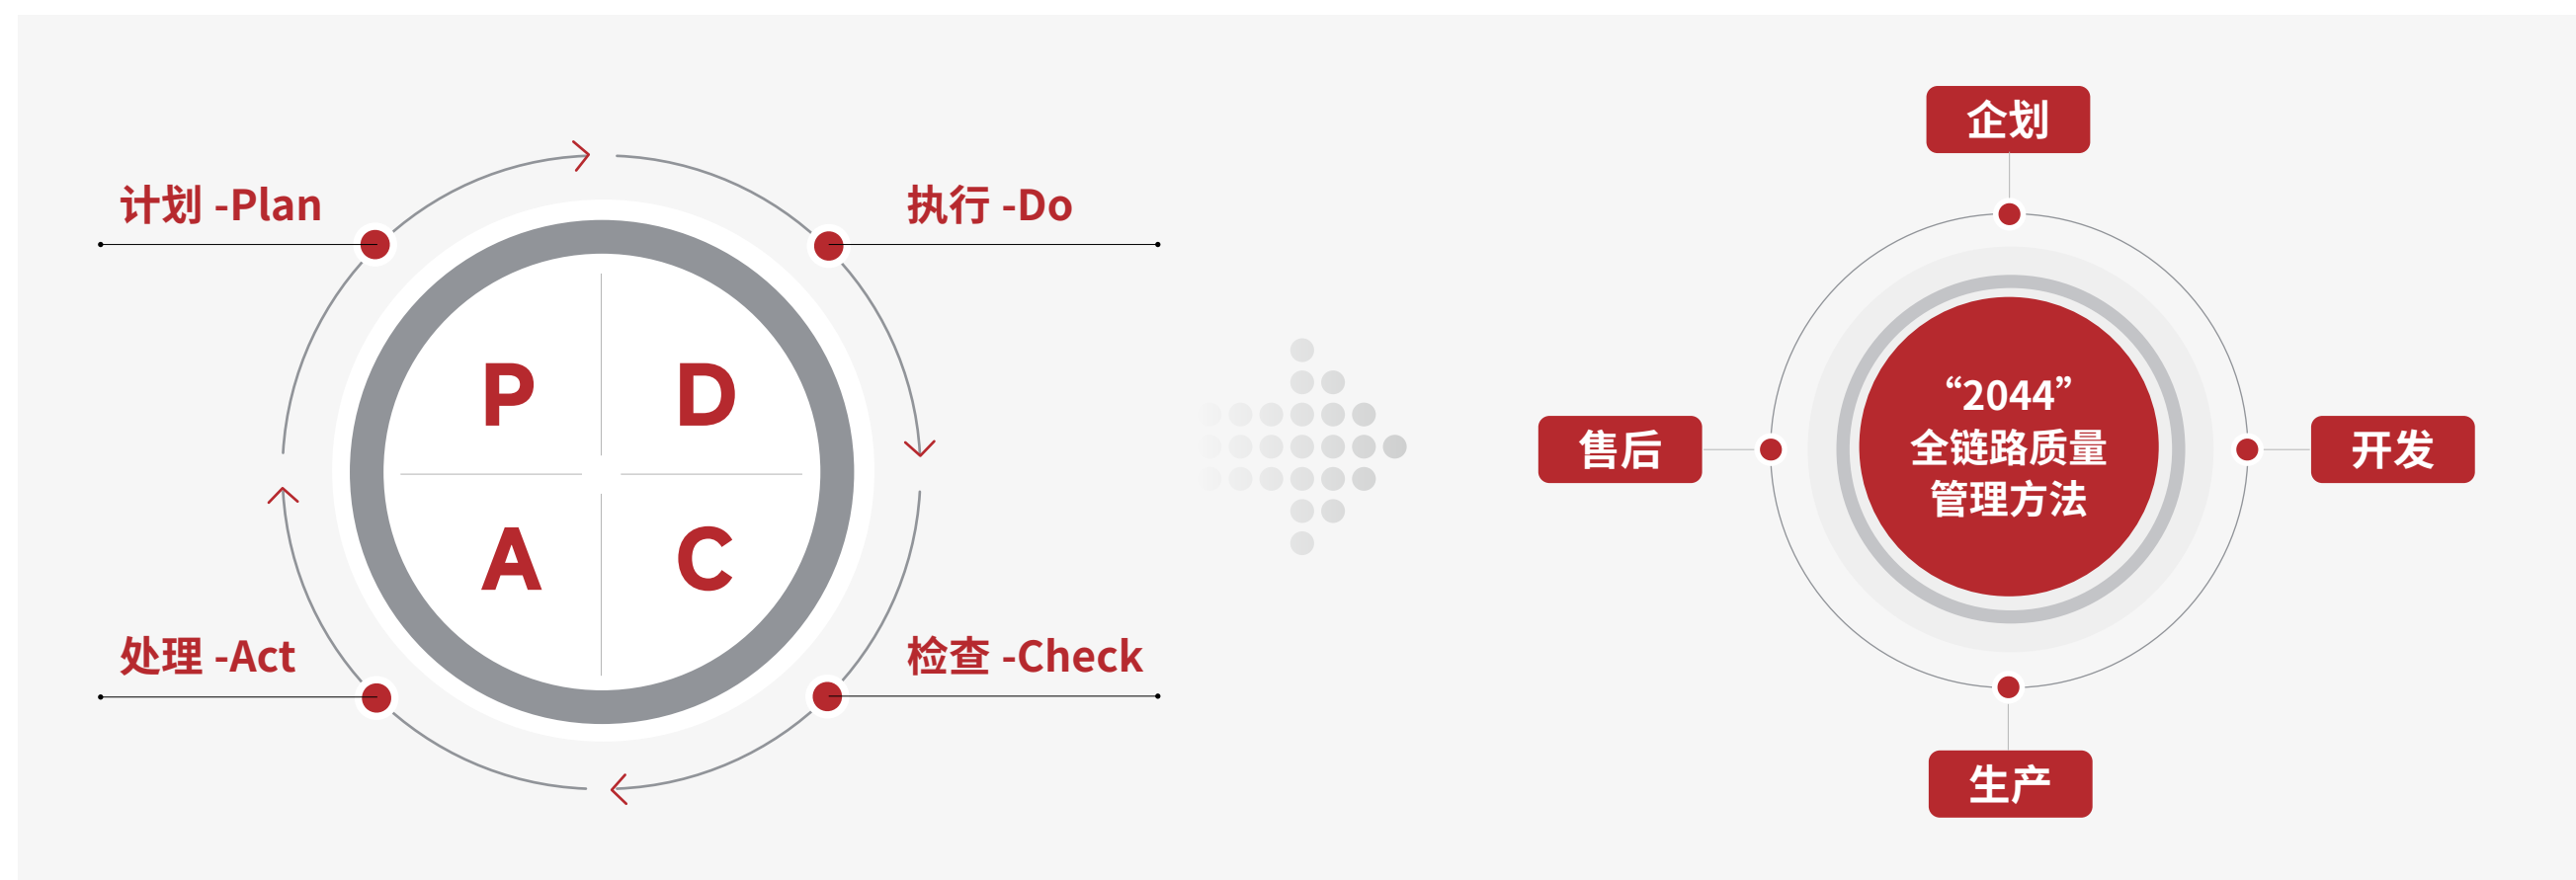 计划 -Plan
执行 -Do
P
D
A
C
处理 -Act
检查 -Check
企划
售后
“2044”
全链路质量
管理方法
开发
生产